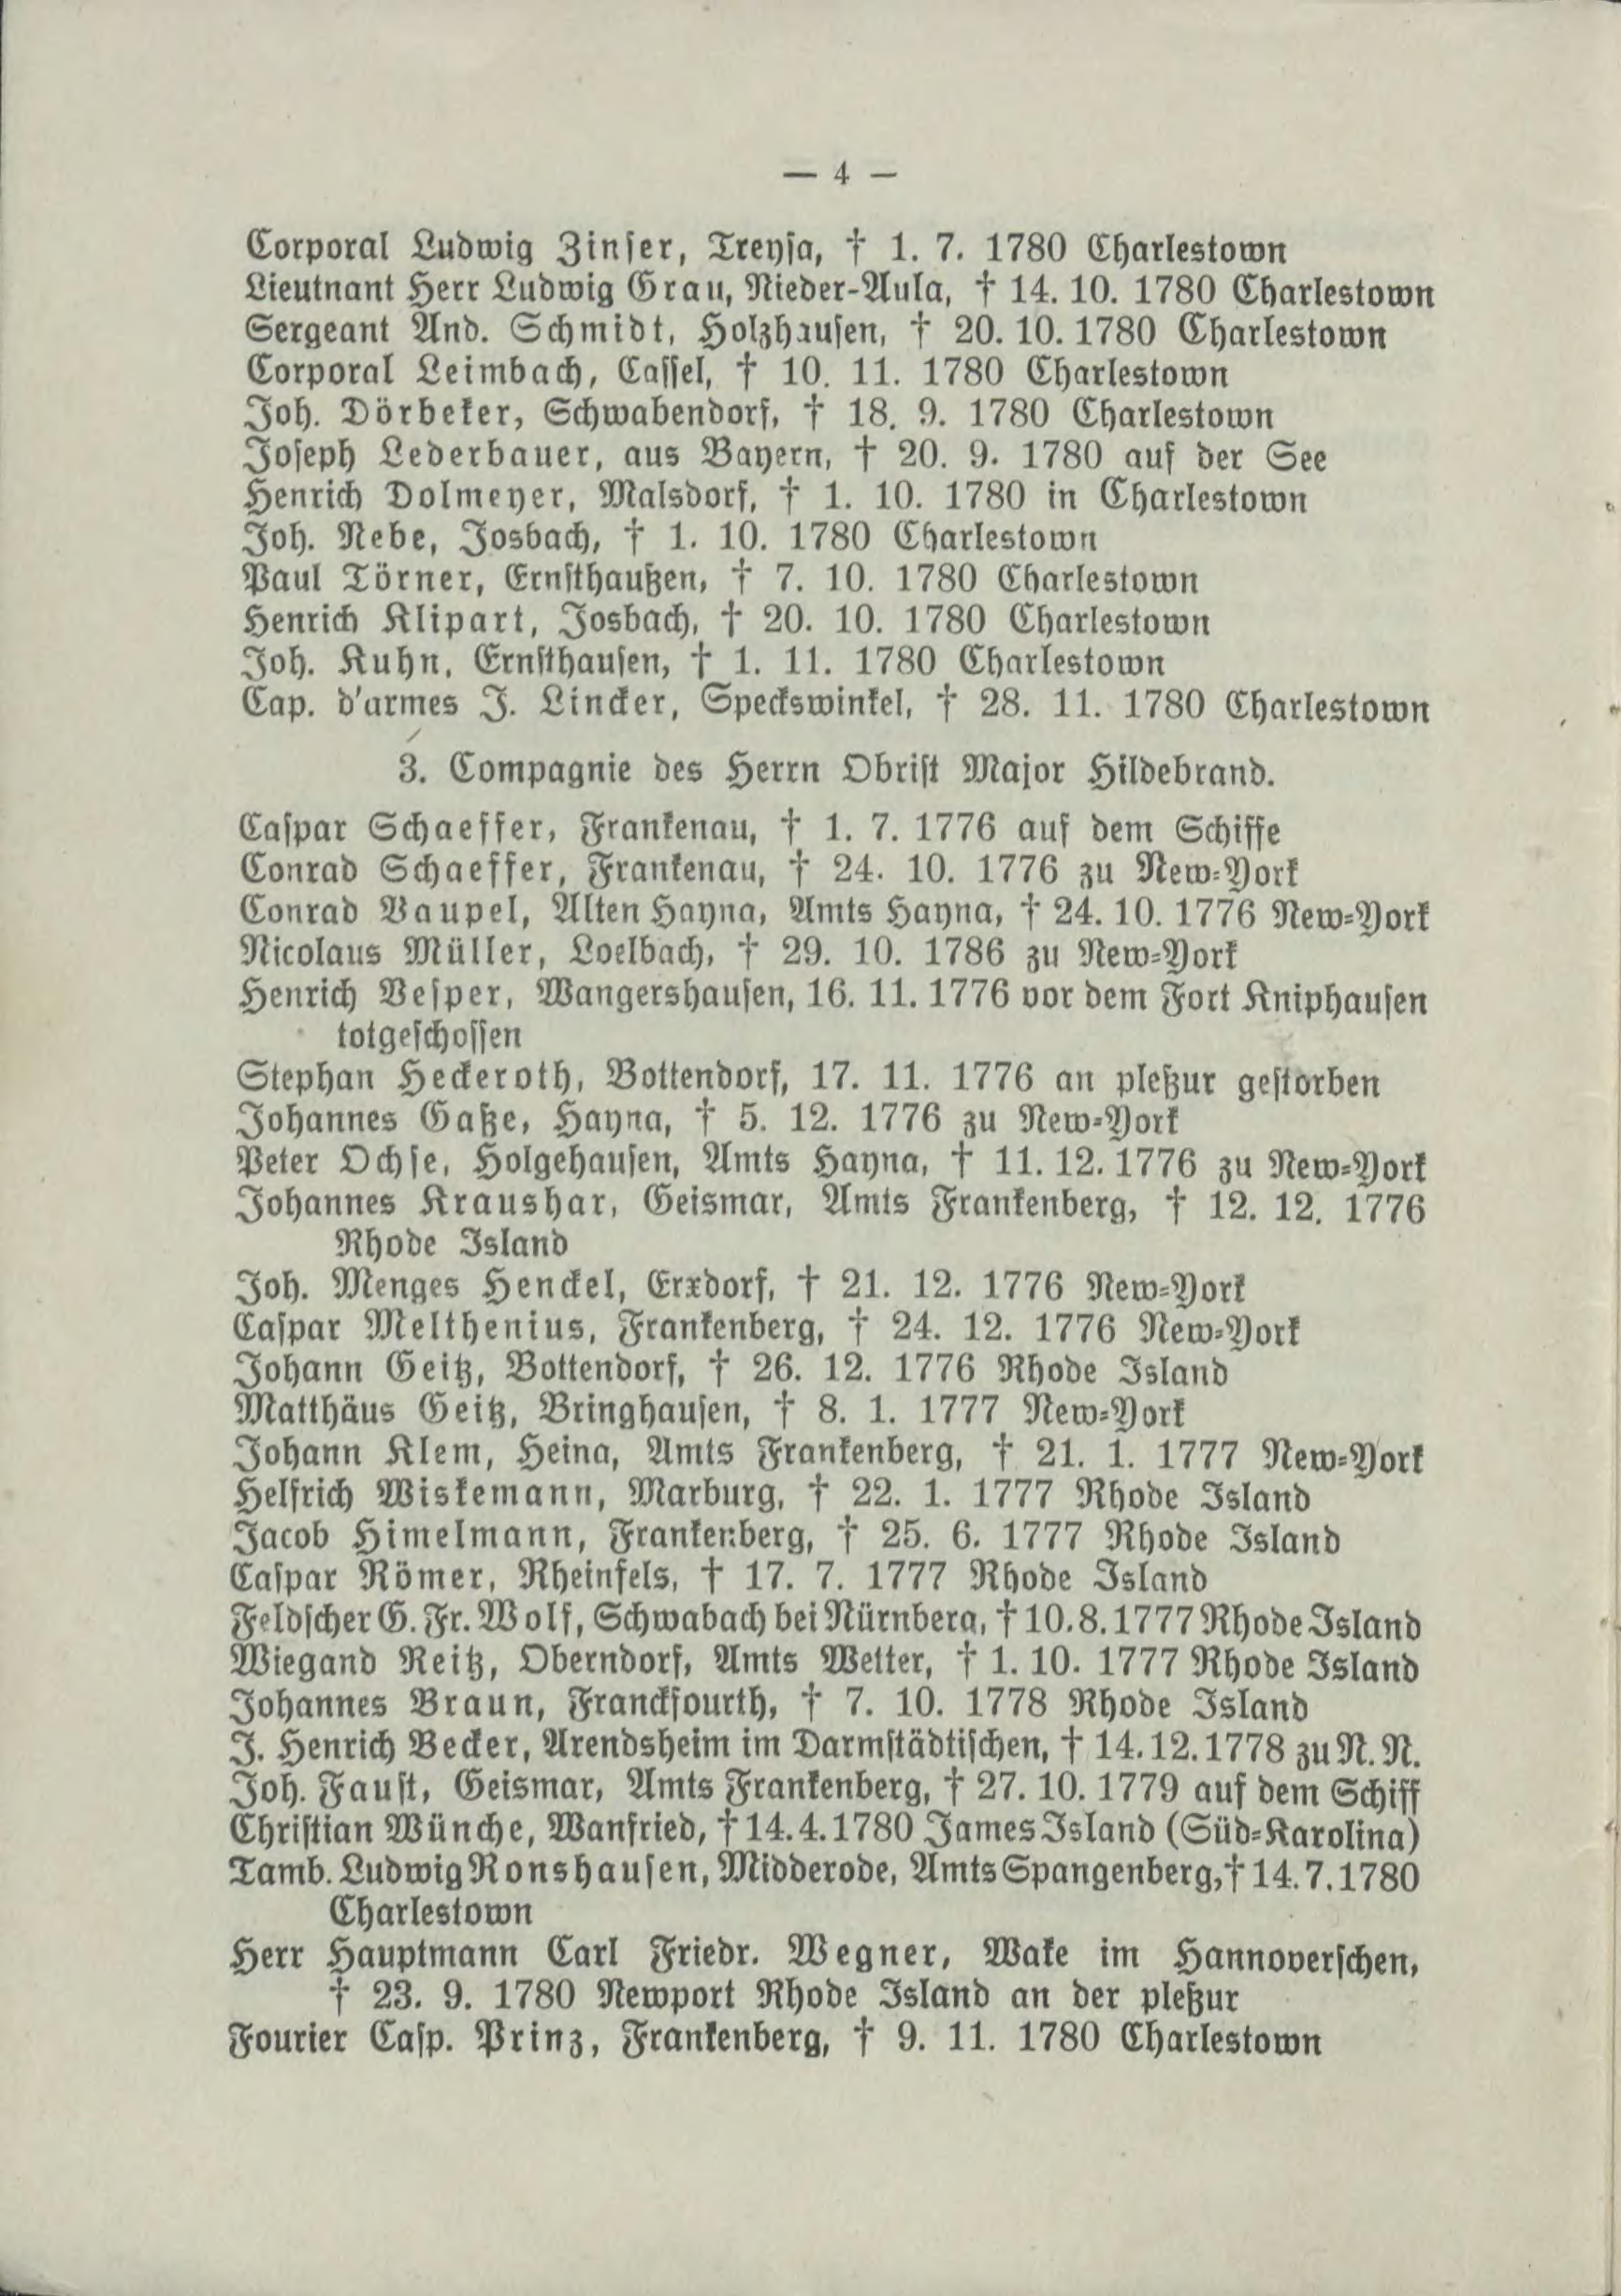 — 4 —
Corporal Ludwig Zinser, Treysa, † 1. 7. 1780 Charlestown
Lieutnant Herr Ludwig Grau, Nieder-Aula, † 14. 10. 1780 Charlestown
Sergeant And. Schmidt, Holzhausen, † 20. 10. 1780 Charlestown
Corporal Leimbach, Cassel, † 10. 11. 1780 Charlestown
Joh. Dörbeker, Schwabendorf, † 18. 9. 1780 Charlestown
Joseph Lederbauer, aus Bayern, † 20. 9. 1780 auf der See
Henrich Dolmeyer, Malsdorf, † 1. 10. 1780 in Charlestown
Joh. Nebe, Josbach, † 1. 10. 1780 Charlestown
Paul Törner, Ernsthaußen, † 7. 10. 1780 Charlestown
Henrich Klipart, Josbach, † 20. 10. 1780 Charlestown
Joh. Kuhn, Ernsthausen, † 1. 11. 1780 Charlestown
Cap. d'armes J. Lincker, Speckswinkel, † 28. 11. 1780 Charlestown
3. Compagnie des Herrn Obrist Major Hildebrand.
Caspar Schaeffer, Frankenau, † 1. 7. 1776 auf dem Schiffe
Conrad Schaeffer, Frankenau, † 24. 10. 1776 zu New-York
Conrad Vaupel, Alten Hayna, Amts Hayna, † 24. 10. 1776 New-York
Nicolaus Müller, Loelbach, † 29. 10. 1786 zu New-York
Henrich Vesper, Wangershausen, 16. 11. 1776 vor dem Fort Kniphausen
totgeschossen
Stephan Heckeroth, Bottendorf, 17. 11. 1776 an pleßur gestorben
Johannes Gaße, Hayna, † 5. 12. 1776 zu New-York
Peter Ochse, Holgehausen, Amts Hayna, † 11. 12. 1776 zu New-York
Johannes Kraushar, Geismar, Amts Frankenberg, † 12. 12. 1776
Rhode Island
Joh. Menges Henckel, Erxdorf, † 21. 12. 1776 New-York
Caspar Melthenius, Frankenberg, † 24. 12. 1776 New-York
Johann Geitz, Bottendorf, † 26. 12. 1776 Rhode Island
Matthäus Geitz, Bringhausen, † 8. 1. 1777 New-York
Johann Klem, Heina, Amts Frankenberg, † 21. 1. 1777 New-York
Helfrich Wiskemann, Marburg, † 22. 1. 1777 Rhode Island
Jacob Himelmann, Frankenberg, † 25. 6. 1777 Rhode Island
Caspar Römer, Rheinfels, † 17. 7. 1777 Rhode Island
Feldscher G. Fr. Wolf, Schwabach bei Nürnberg, † 10. 8. 1777 Rhode Island
Wiegand Reitz, Oberndorf, Amts Wetter, † 1. 10. 1777 Rhode Island
Johannes Braun, Franckfourth, † 7. 10. 1778 Rhode Island
J. Henrich Becker, Arendsheim im Darmstädtischen, † 14. 12. 1778 zu N. N.
Joh. Faust, Geismar, Amts Frankenberg, † 27. 10. 1779 auf dem Schiff
Christian Münche, Wanfried, † 14. 4. 1780 James Island (Süd-Karolina)
Tamb. Ludwig Ronshausen, Midderode, Amts Spangenberg, † 14. 7. 1780
Charlestown
Herr Hauptmann Carl Friedr. Wegner, Wake im Hannoverschen,
† 23. 9. 1780 Newport Rhode Island an der pleßur
Fourier Casp. Prinz, Frankenberg, † 9. 11. 1780 Charlestown